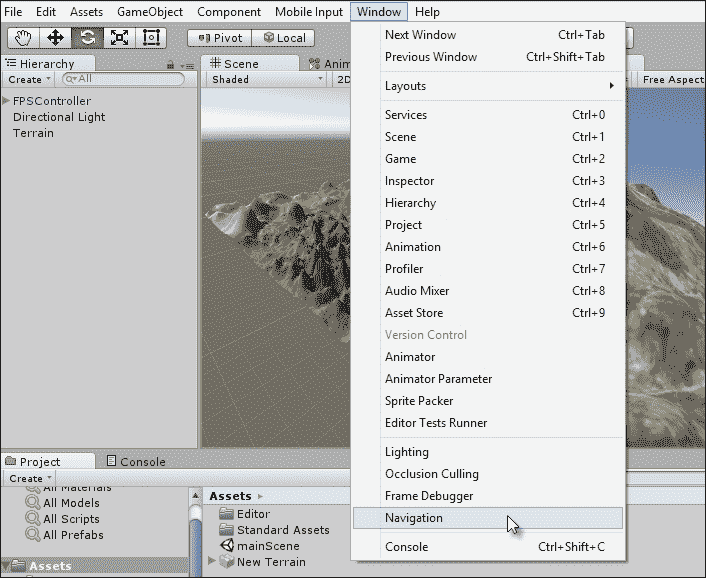 File Edit Assets GameObject Component Mobile Input Window Help
Pivot Local
Hierarchy
Create All
FPSController
Directional Light
Terrain
Scene Anim
Shaded 2D
Free Aspect
Next Window Ctrl+Tab
Previous Window Ctrl+Shift+Tab
Layouts
Services Ctrl+0
Scene Ctrl+1
Game Ctrl+2
Inspector Ctrl+3
Hierarchy Ctrl+4
Project Ctrl+5
Animation Ctrl+6
Profiler Ctrl+7
Audio Mixer Ctrl+8
Asset Store Ctrl+9
Version Control
Animator
Animator Parameter
Sprite Packer
Editor Tests Runner
Lighting
Occlusion Culling
Frame Debugger
Navigation
Console Ctrl+Shift+C
Project Console
Create
All Materials
All Models
All Scripts
All Prefabs
Assets
Assets
Editor
Standard Assets
mainScene
New Terrain